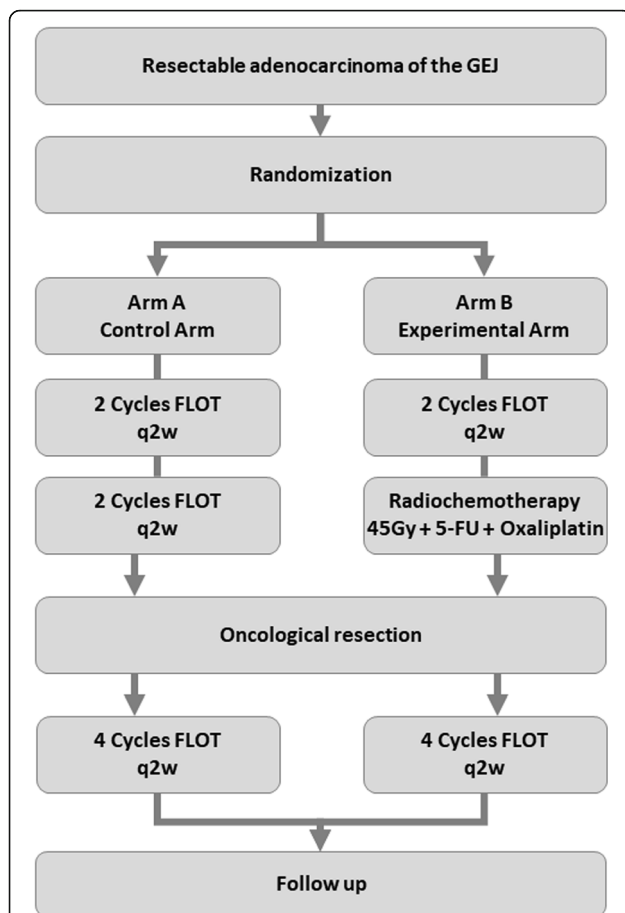 Resectable adenocarcinoma of the GEJ
Randomization
Arm A
Control Arm
Arm B
Experimental Arm
2 Cycles FLOT
q2w
2 Cycles FLOT
q2w
2 Cycles FLOT
q2w
Radiochemotherapy
45Gy + 5-FU + Oxaliplatin
Oncological resection
4 Cycles FLOT
q2w
4 Cycles FLOT
q2w
Follow up